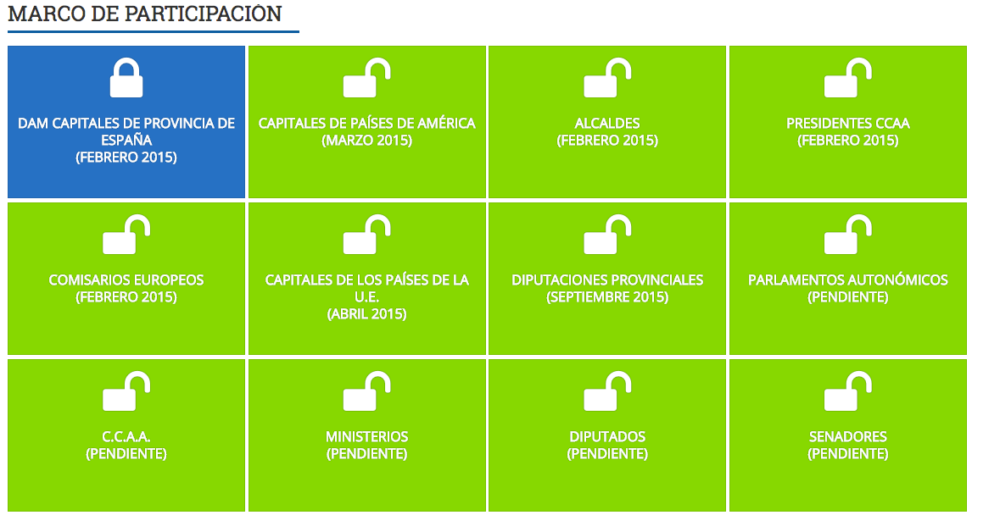 MARCO DE PARTICIPACIÓN
DAM CAPITALES DE PROVINCIA DE
ESPAÑA
(FEBRERO 2015)
CAPITALES DE PAÍSES DE AMÉRICA
(MARZO 2015)
ALCALDES
(FEBRERO 2015)
PRESIDENTES CCAA
(FEBRERO 2015)
COMISARIOS EUROPEOS
(FEBRERO 2015)
CAPITALES DE LOS PAÍSES DE LA
U.E.
(ABRIL 2015)
DIPUTACIONES PROVINCIALES
(SEPTIEMBRE 2015)
PARLAMENTOS AUTONÓMICOS
(PENDIENTE)
C.C.A.A.
(PENDIENTE)
MINISTERIOS
(PENDIENTE)
DIPUTADOS
(PENDIENTE)
SENADORES
(PENDIENTE)